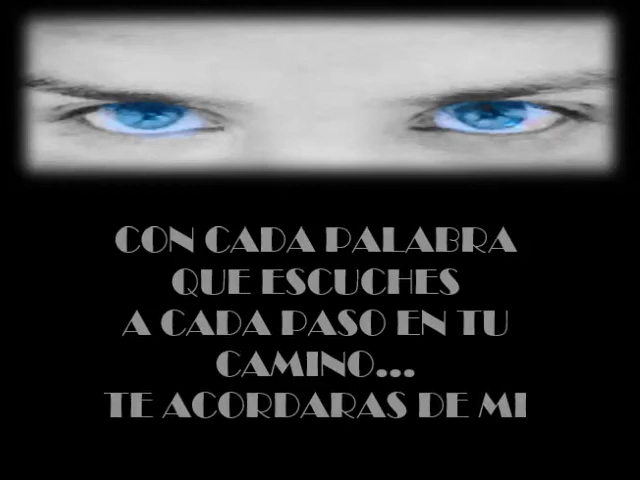 CON CADA PALABRA
QUE ESCUCHES
A CADA PASO EN TU
CAMINO...
TE ACORDARAS DE MI